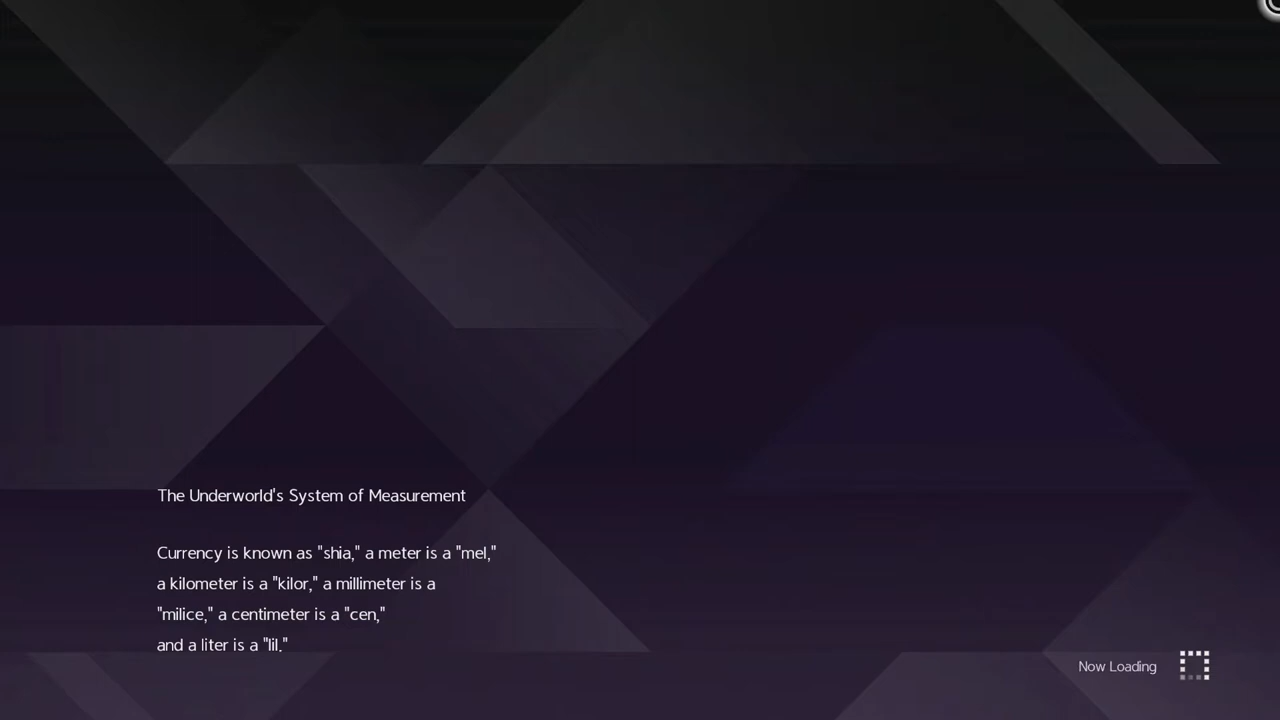 The Underworld's System of Measurement
Currency is known as "shia," a meter is a "mel,"
a kilometer is a "kilor," a millimeter is a
"milice," a centimeter is a "cen,"
and a liter is a "lil."
Now Loading